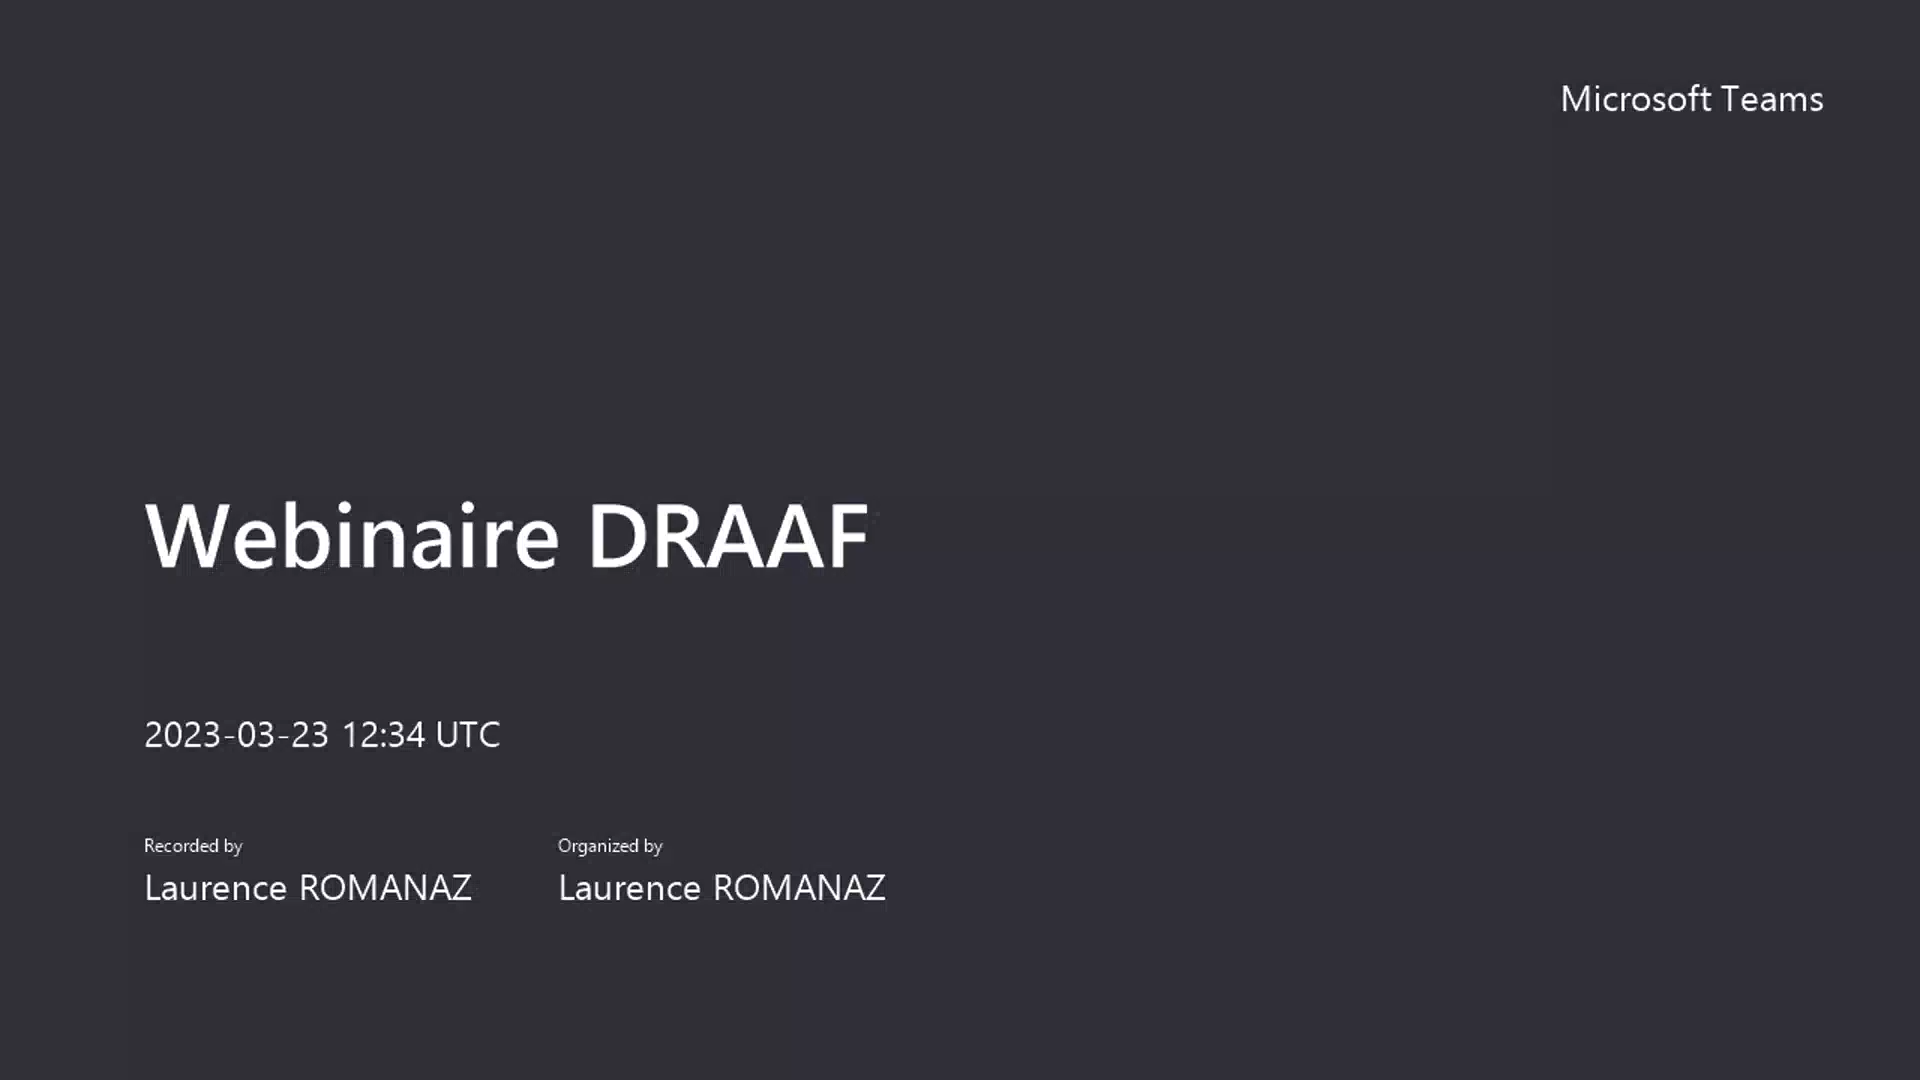 Microsoft Teams
Webinaire DRAAF
2023-03-23 12:34 UTC
Recorded by
Laurence ROMANAZ
Organized by
Laurence ROMANAZ